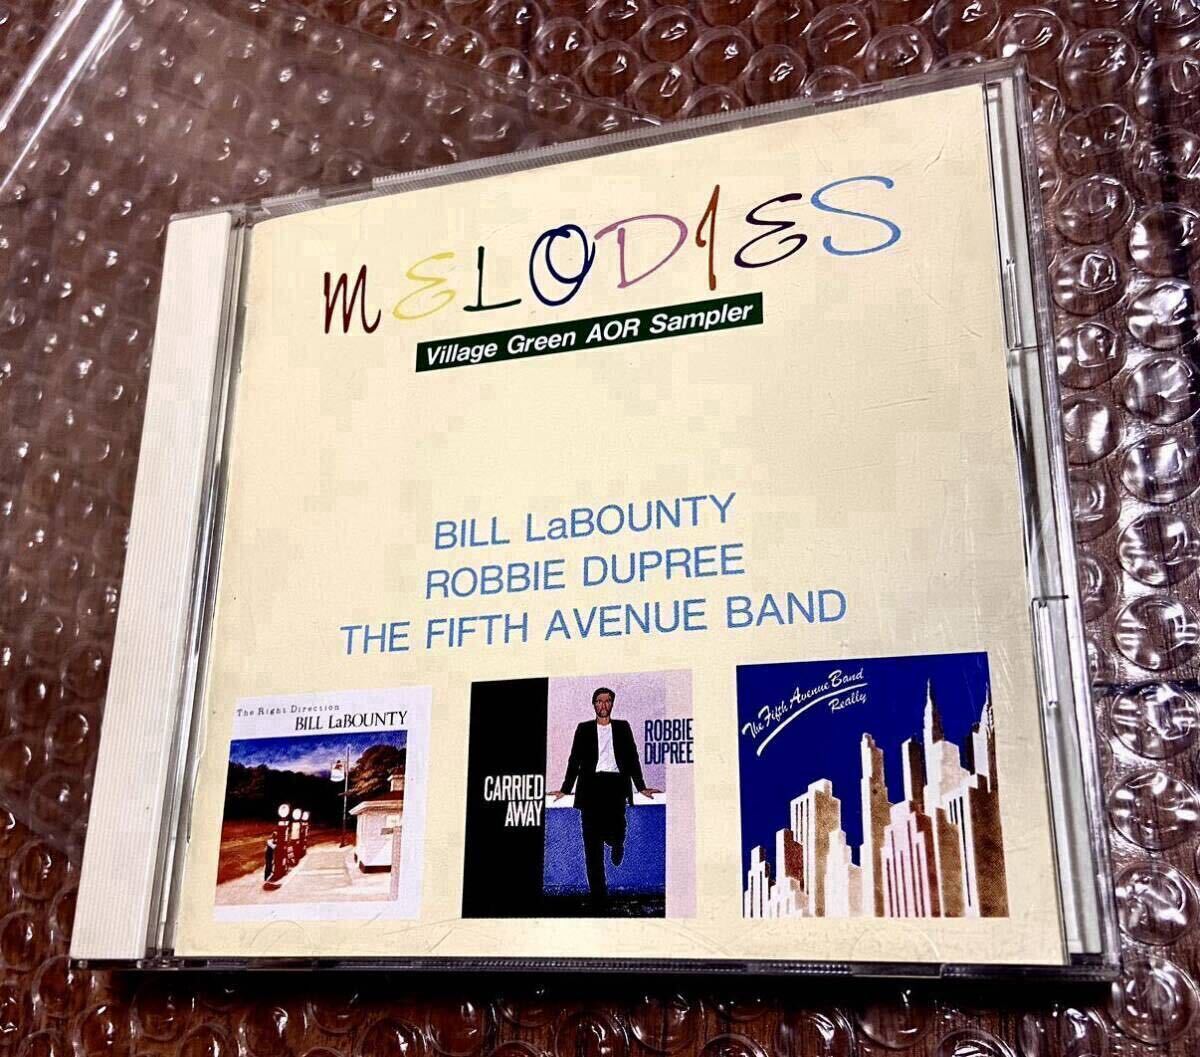 MELODIES
Village Green AOR Sampler
BILL LaBOUNTY
ROBBIE DUPREE
THE FIFTH AVENUE BAND
The Right Direction
BILL LaBOUNTY
CARRIED
AWAY
ROBBIE
DUPREE
The Fifth Avenue Band
Really